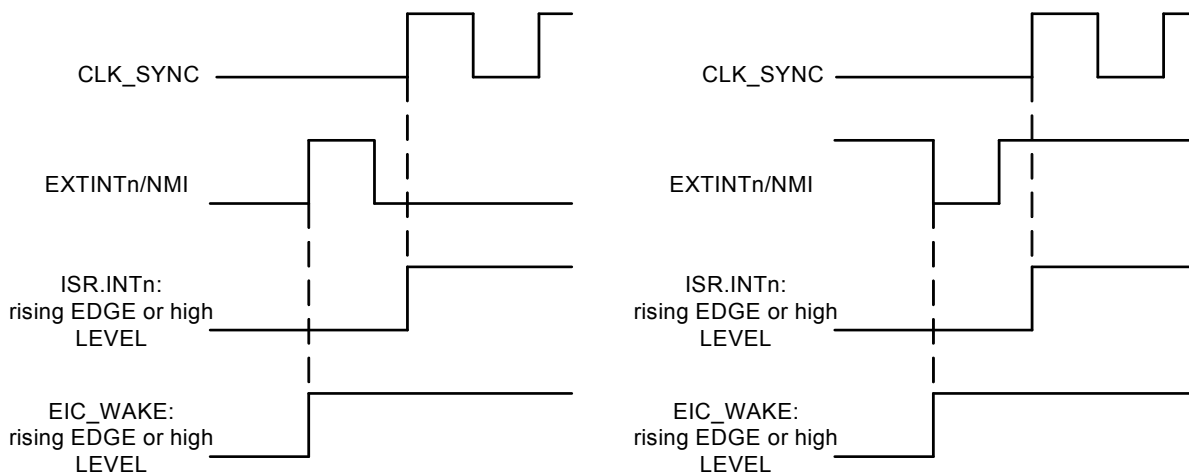 CLK_SYNC
EXTINTn/NMI
ISR.INTn:
rising EDGE or high
LEVEL
EIC_WAKE:
rising EDGE or high
LEVEL
CLK_SYNC
EXTINTn/NMI
ISR.INTn:
rising EDGE or high
LEVEL
EIC_WAKE:
rising EDGE or high
LEVEL